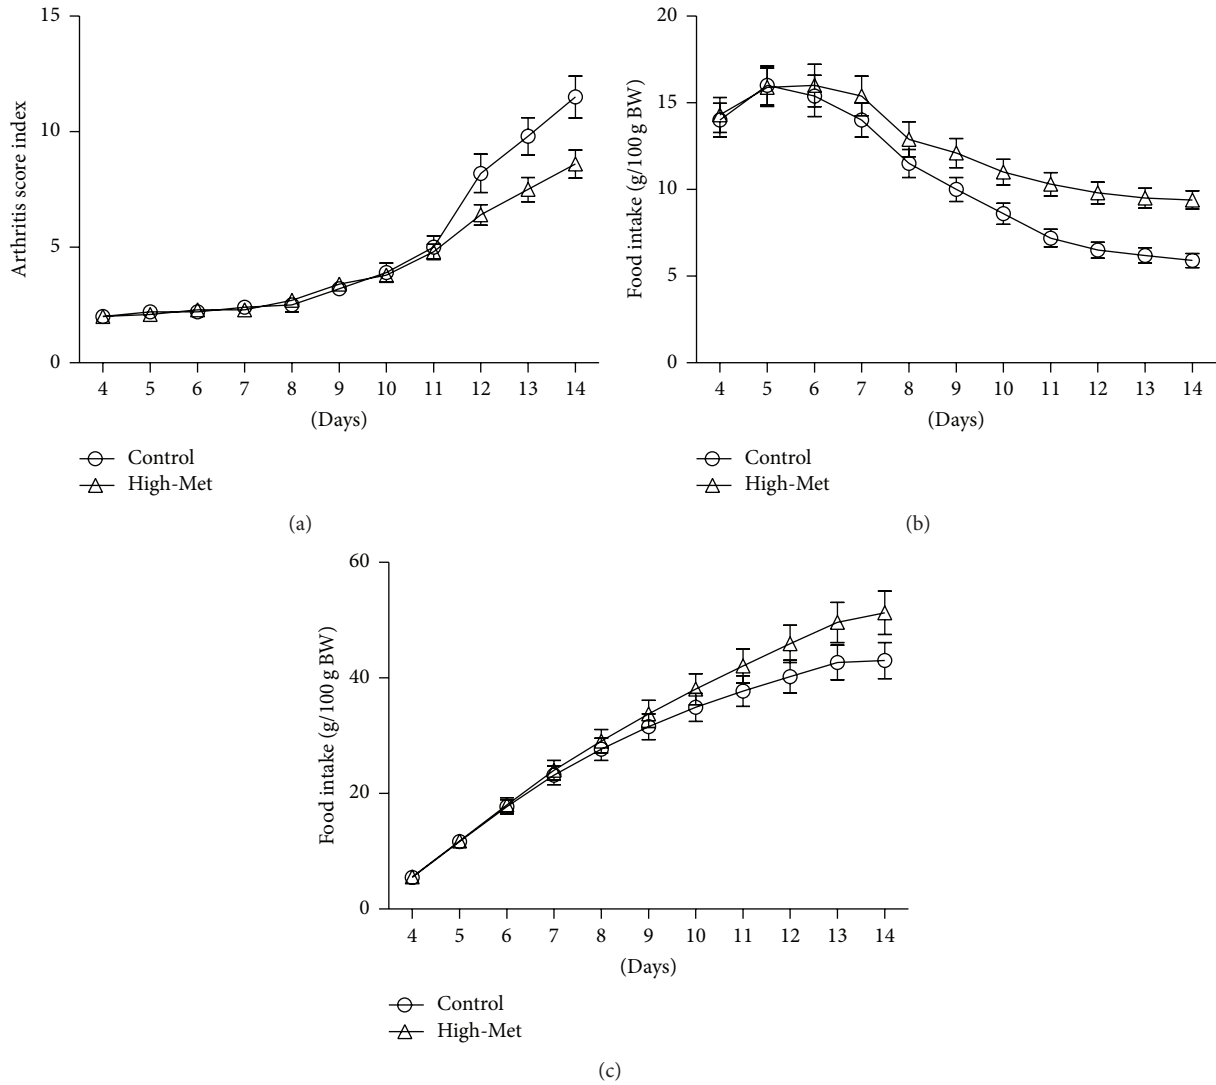 Arthritis score index
15
10
5
0
4 5 6 7 8 9 10 11 12 13 14
(Days)
Control
High-Met
(a)
Food intake (g/100 g BW)
20
15
10
5
0
4 5 6 7 8 9 10 11 12 13 14
(Days)
Control
High-Met
(b)
Food intake (g/100 g BW)
60
40
20
0
4 5 6 7 8 9 10 11 12 13 14
(Days)
Control
High-Met
(c)